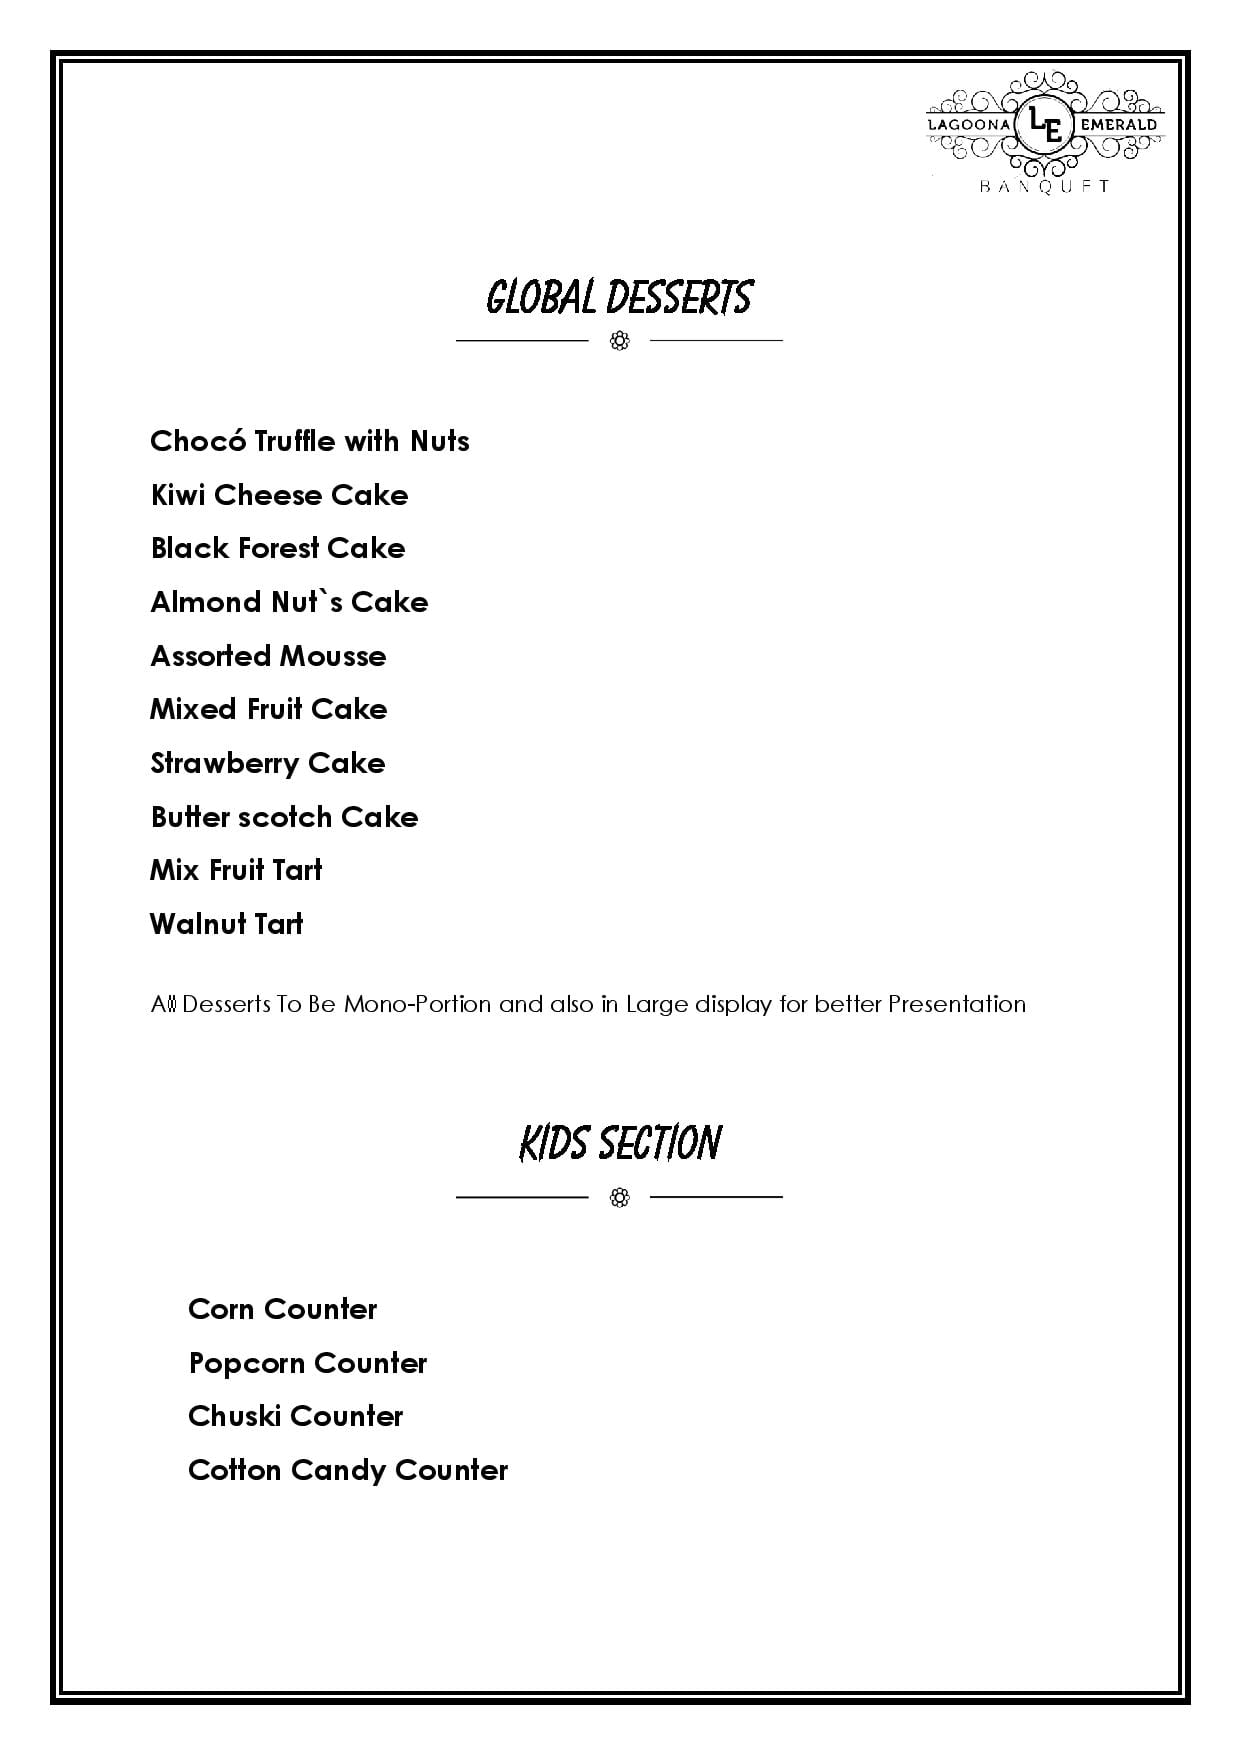 LAGOONA LE EMERALD
BANQUET
GLOBAL DESSERTS
Chocó Truffle with Nuts
Kiwi Cheese Cake
Black Forest Cake
Almond Nut`s Cake
Assorted Mousse
Mixed Fruit Cake
Strawberry Cake
Butter scotch Cake
Mix Fruit Tart
Walnut Tart
All Desserts To Be Mono-Portion and also in Large display for better Presentation
KIDS SECTION
Corn Counter
Popcorn Counter
Chuski Counter
Cotton Candy Counter